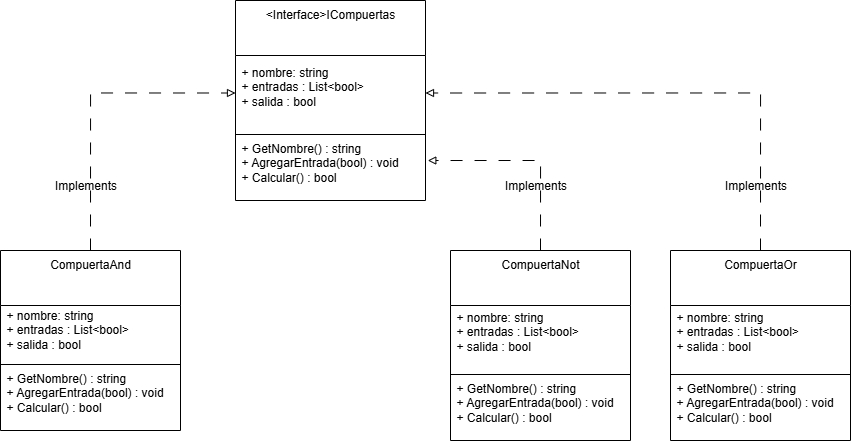 <Interface>ICompuertas
+ nombre: string
+ entradas : List<bool>
+ salida : bool
+ GetNombre() : string
+ AgregarEntrada(bool) : void
+ Calcular() : bool
Implements
Implements
Implements
CompuertaAnd
+ nombre: string
+ entradas : List<bool>
+ salida : bool
+ GetNombre() : string
+ AgregarEntrada(bool) : void
+ Calcular() : bool
CompuertaNot
+ nombre: string
+ entradas : List<bool>
+ salida : bool
+ GetNombre() : string
+ AgregarEntrada(bool) : void
+ Calcular() : bool
CompuertaOr
+ nombre: string
+ entradas : List<bool>
+ salida : bool
+ GetNombre() : string
+ AgregarEntrada(bool) : void
+ Calcular() : bool